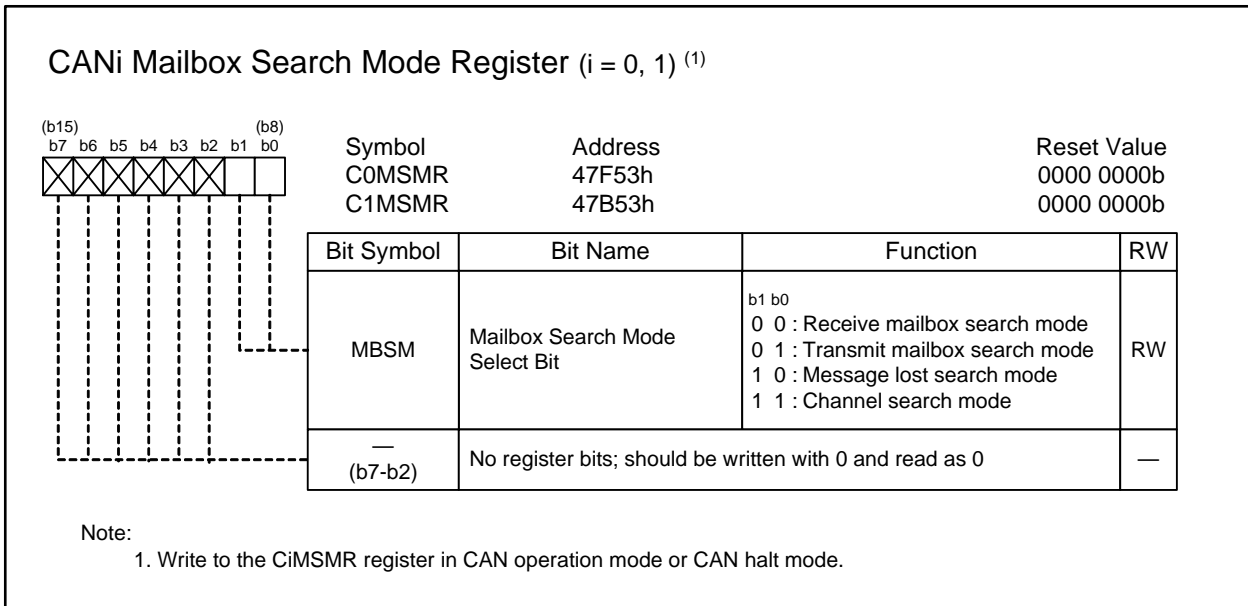 CANi Mailbox Search Mode Register (i = 0, 1) (1)
(b15) (b8)
b7 b6 b5 b4 b3 b2 b1 b0
Symbol Address Reset Value
C0MSMR 47F53h 0000 0000b
C1MSMR 47B53h 0000 0000b
Bit Symbol Bit Name Function RW
MBSM
Mailbox Search Mode
Select Bit
b1 b0
0 0 : Receive mailbox search mode
0 1 : Transmit mailbox search mode
1 0 : Message lost search mode
1 1 : Channel search mode
RW
—
(b7-b2)
No register bits; should be written with 0 and read as 0
—
Note:
1. Write to the CiMSMR register in CAN operation mode or CAN halt mode.